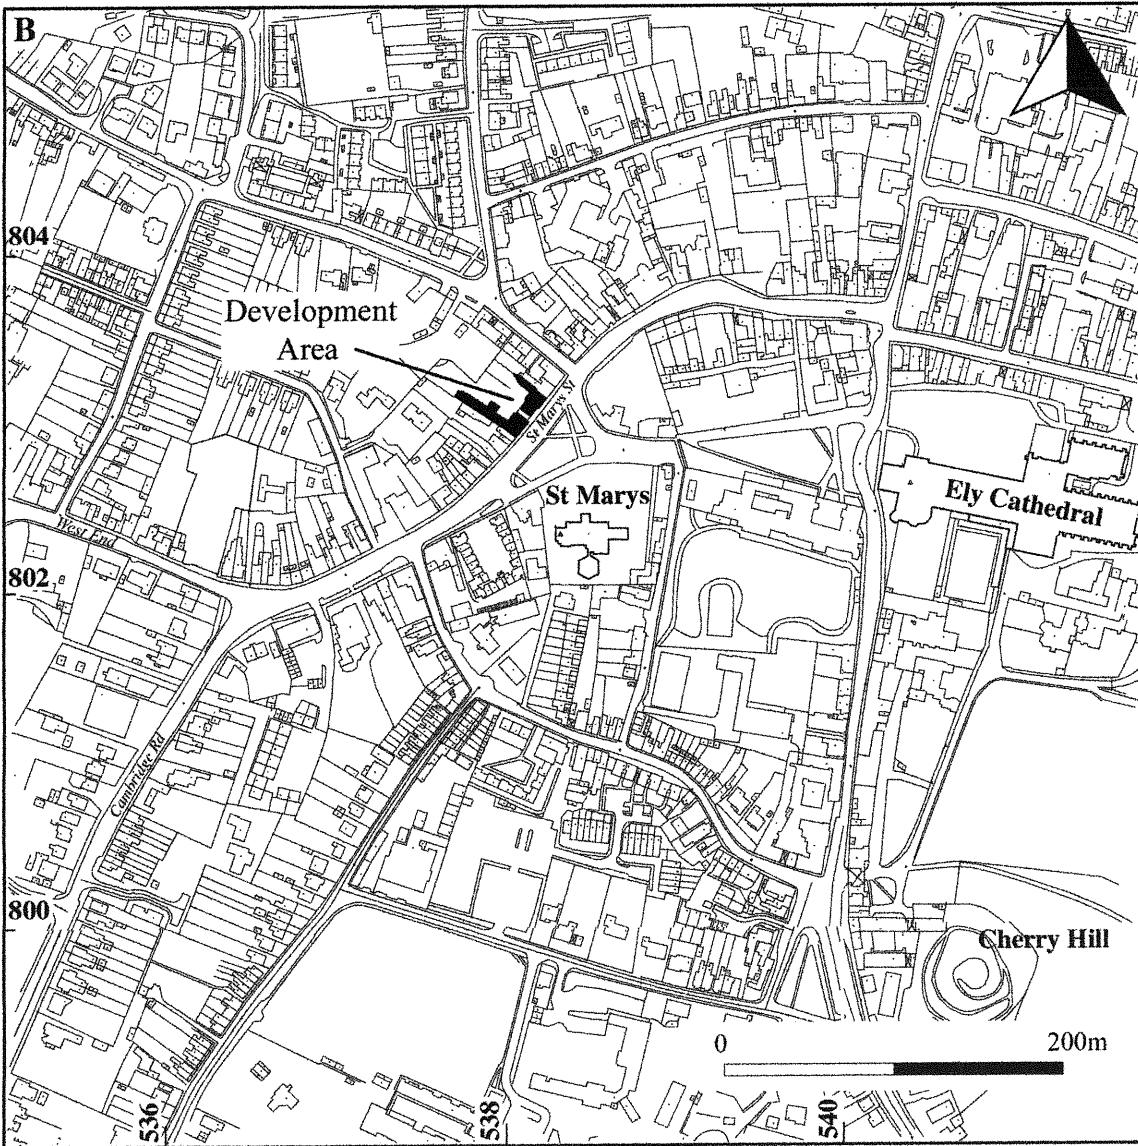 B
804
Development
Area
St Marys St
St Marys
Ely Cathedral
West End
802
Cambridge Rd
800
Cherry Hill
0 200m
536
538
540